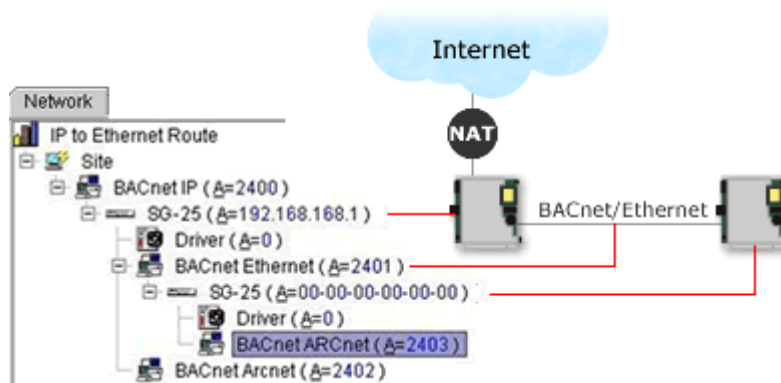 Internet
Network
NAT
IP to Ethernet Route
Site
BACnet IP (A=2400)
SG-25 (A=192.168.168.1)
BACnet/Ethernet
Driver (A=0)
BACnet Ethernet (A=2401)
SG-25 (A=00-00-00-00-00-00)
Driver (A=0)
BACnet ARCnet (A=2403)
BACnet Arcnet (A=2402)